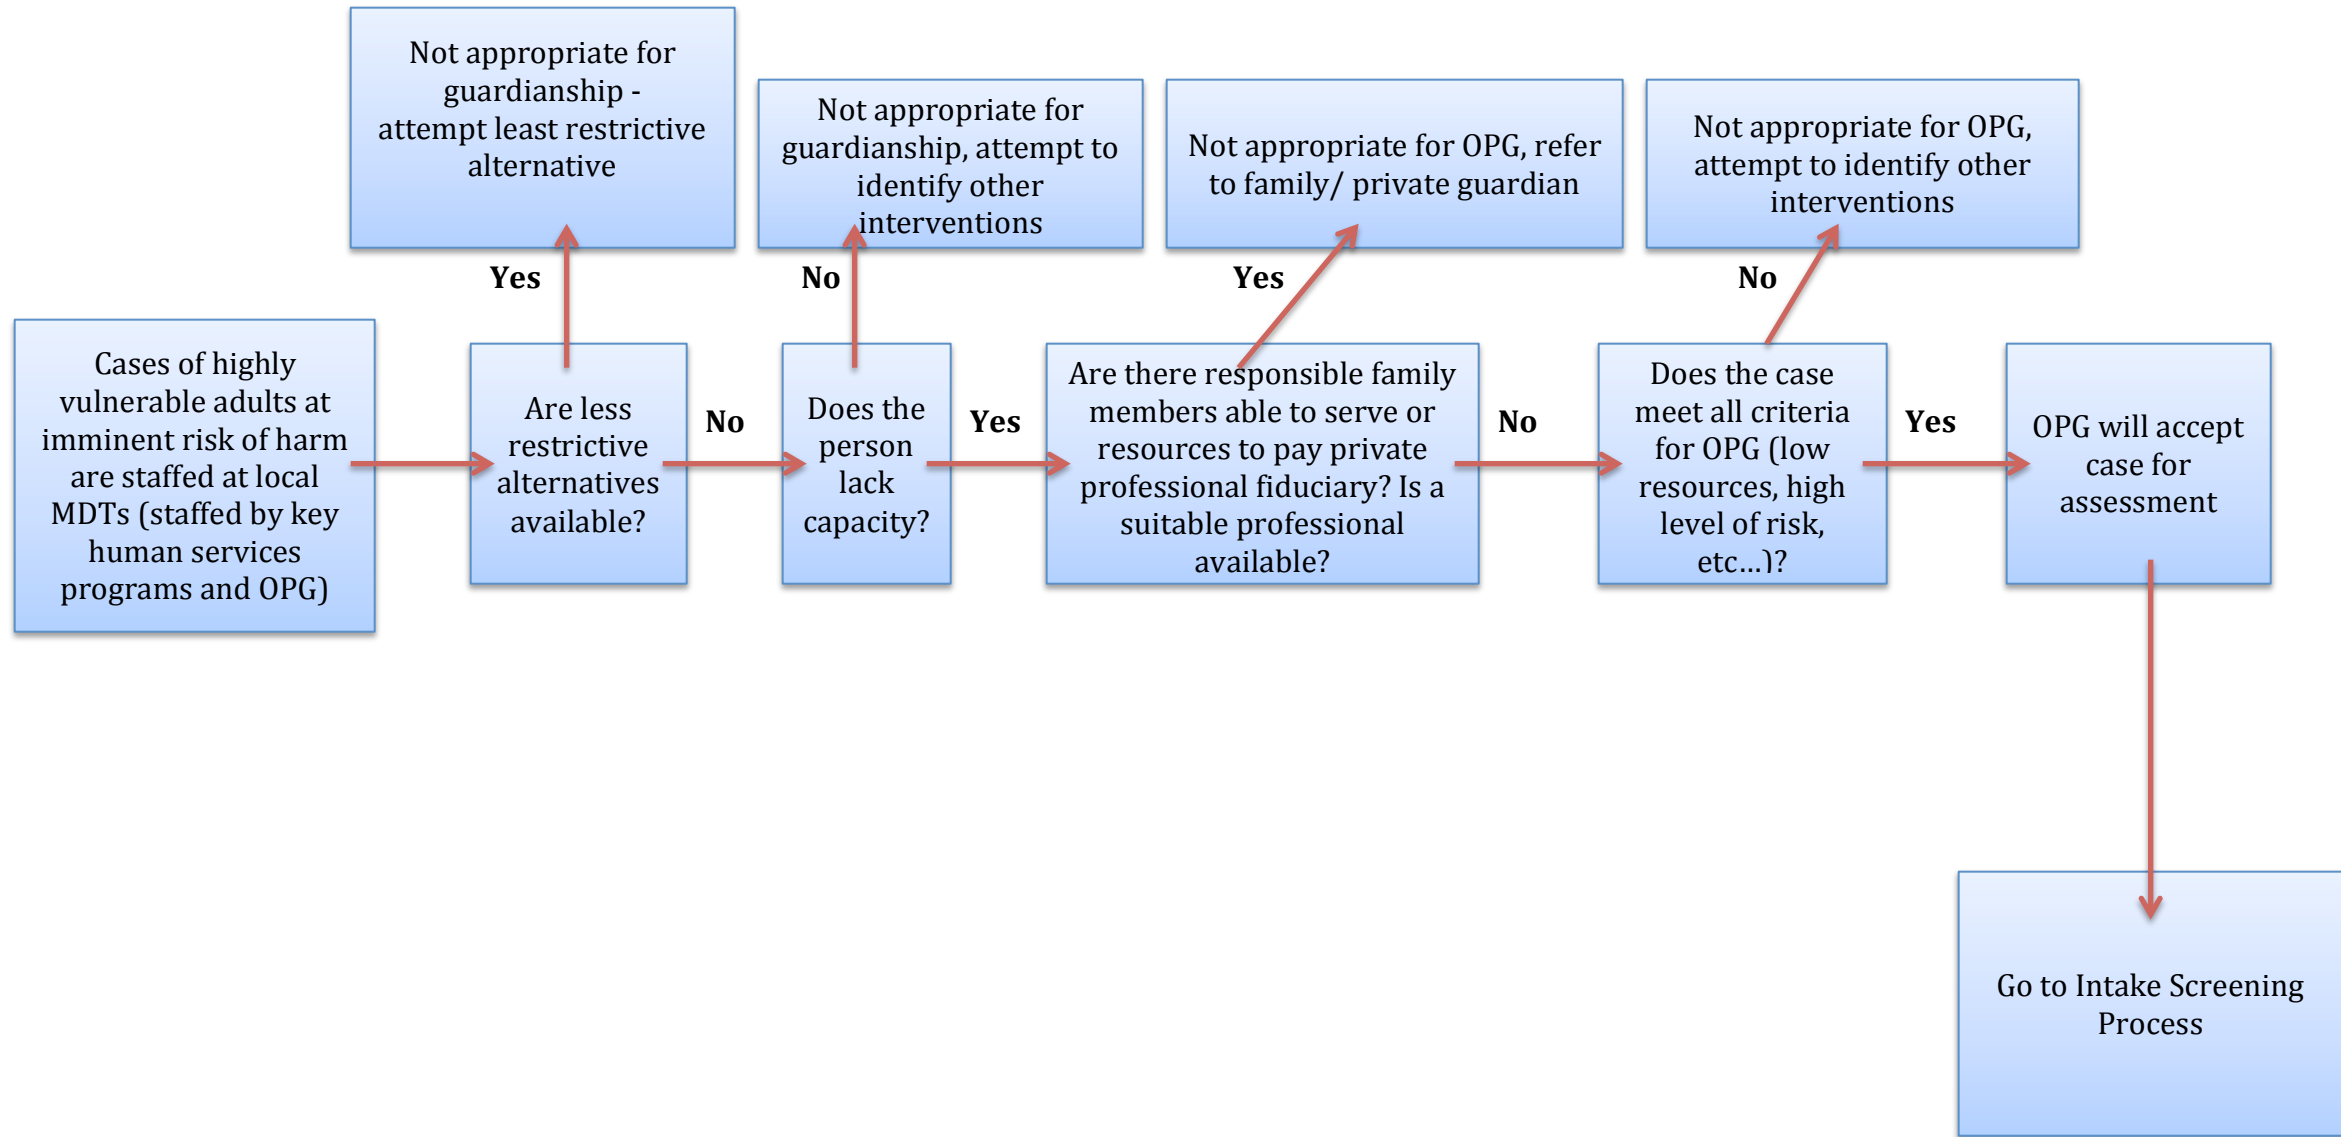 Not appropriate for
guardianship -
attempt least restrictive
alternative
Not appropriate for
guardianship, attempt to
identify other
interventions
Not appropriate for OPG, refer
to family/ private guardian
Not appropriate for OPG,
attempt to identify other
interventions
Yes
No
Yes
No
Cases of highly
vulnerable adults at
imminent risk of harm
are staffed at local
MDTs (staffed by key
human services
programs and OPG)
Are less
restrictive
alternatives
available?
No
Does the
person
lack
capacity?
Yes
Are there responsible family
members able to serve or
resources to pay private
professional fiduciary? Is a
suitable professional
available?
No
Does the case
meet all criteria
for OPG (low
resources, high
level of risk,
etc…)?
Yes
OPG will accept
case for
assessment
Go to Intake Screening
Process